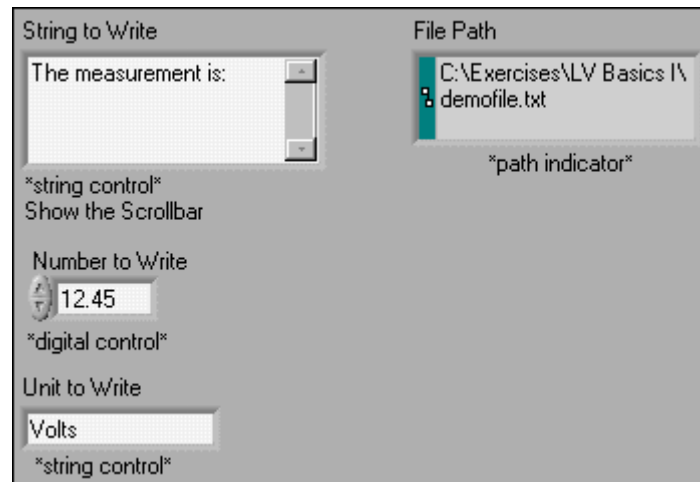 String to Write
The measurement is:
*string control*
Show the Scrollbar
Number to Write
12.45
*digital control*
Unit to Write
Volts
*string control*
File Path
C:\Exercises\LV Basics I\
demofile.txt
*path indicator*